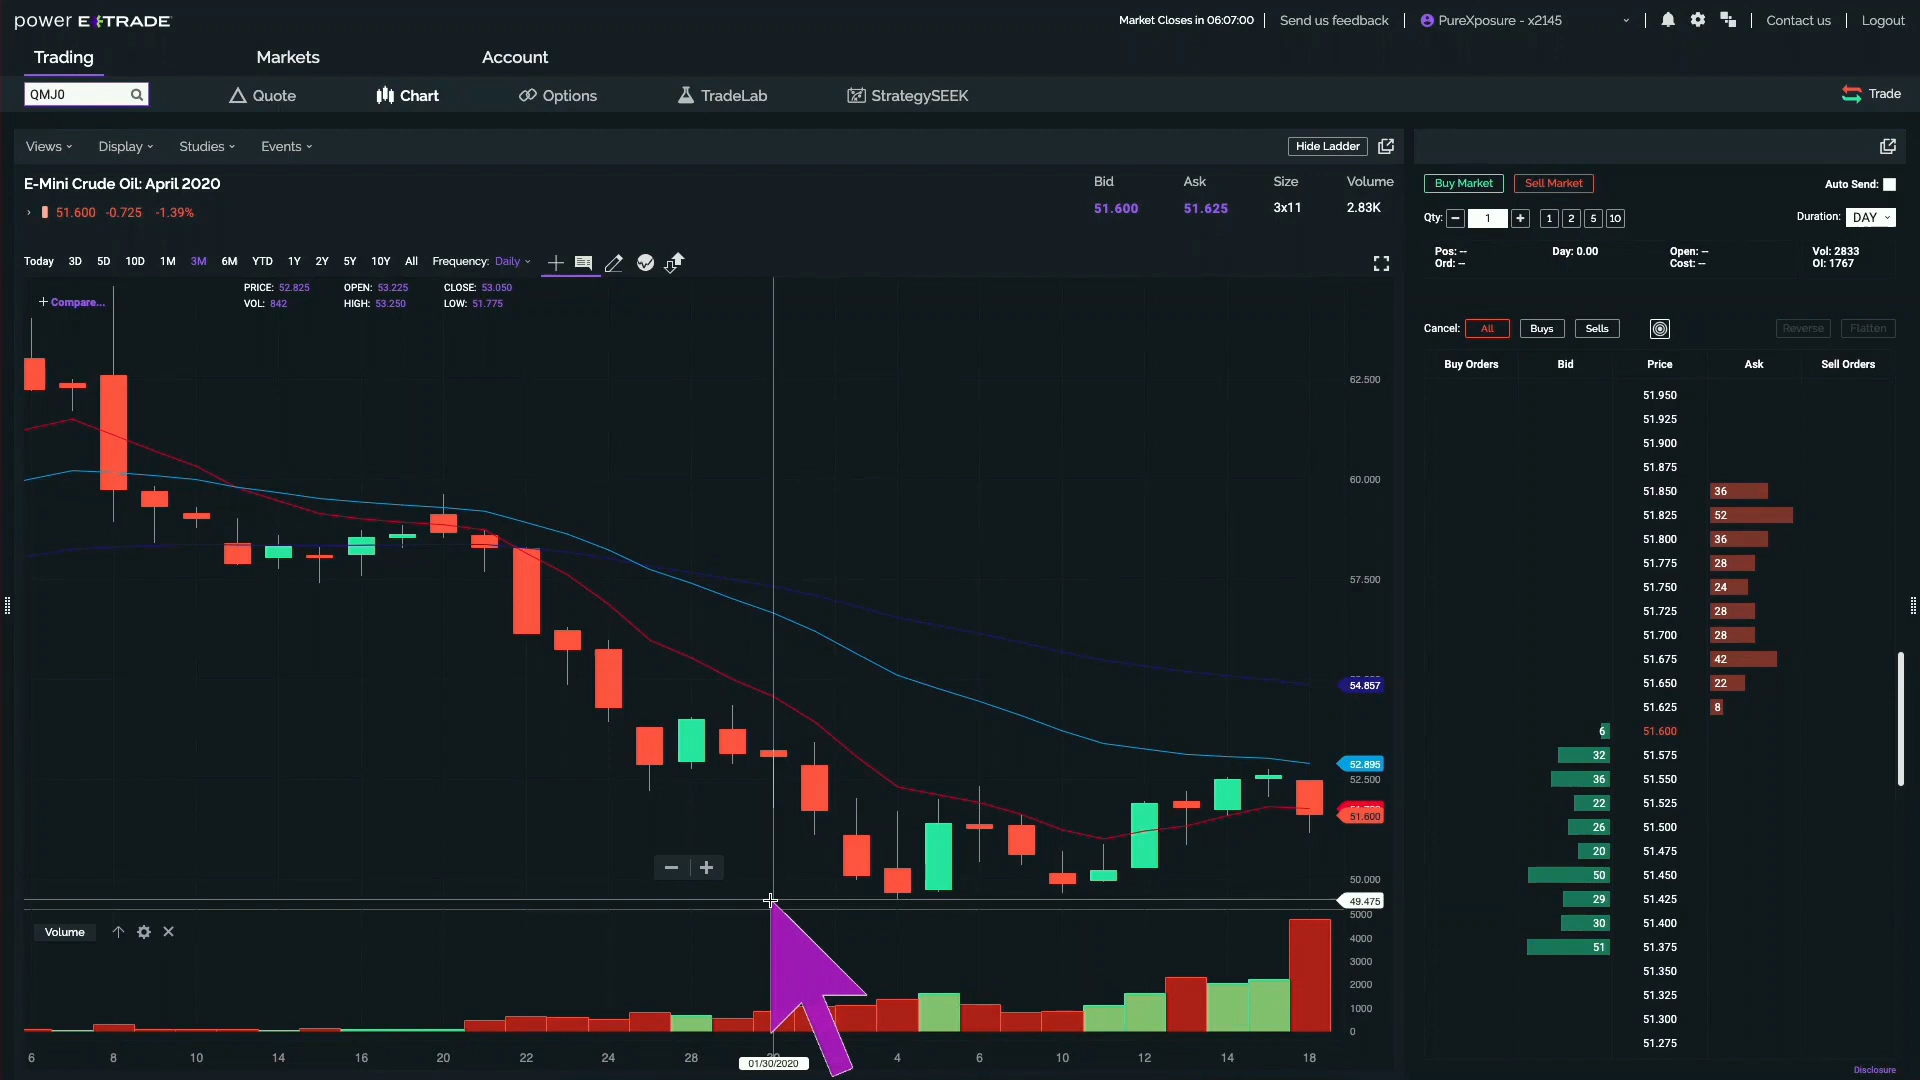 power E*TRADE
Market Closes in 06:07:00
Send us feedback
PureXposure - x2145
Contact us
Logout
Trading
Markets
Account
QMJ0
Quote
Chart
Options
TradeLab
StrategySEEK
Trade
Views
Display
Studies
Events
Hide Ladder
E-Mini Crude Oil: April 2020
51.600 -0.725 -1.39%
Bid Ask Size Volume
51.600 51.625 3x11 2.83K
Today 3D 5D 10D 1M 3M 6M YTD 1Y 2Y 5Y 10Y All Frequency: Daily
+ Compare...
PRICE: 52.825 OPEN: 53.225 CLOSE: 53.050
VOL: 842 HIGH: 53.250 LOW: 51.775
62.500
60.000
57.500
54.857
52.895
52.500
51.600
50.000
49.475
Volume
5000
4000
3000
2000
1000
0
6 8 10 14 16 20 22 24 28 4 6 10 12 14 18
01/30/2020
Buy Market Sell Market
Auto Send:
Qty: − 1 + 1 2 5 10
Duration: DAY
Pos: -- Day: 0.00 Open: -- Vol: 2833
Ord: -- Cost: -- OI: 1767
Cancel: All Buys Sells Reverse Flatten
Buy Orders Bid Price Ask Sell Orders
51.950
51.925
51.900
51.875
51.850 36
51.825 52
51.800 36
51.775 28
51.750 24
51.725 28
51.700 28
51.675 42
51.650 22
51.625 8
6 51.600
32 51.575
36 51.550
22 51.525
26 51.500
20 51.475
50 51.450
29 51.425
30 51.400
51 51.375
51.350
51.325
51.300
51.275
Disclosure